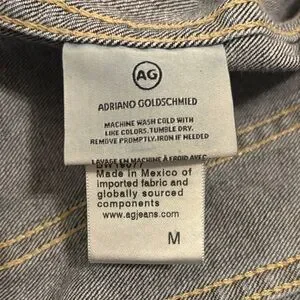 AG
ADRIANO GOLDSCHMIED
MACHINE WASH COLD WITH
LIKE COLORS. TUMBLE DRY.
REMOVE PROMPTLY. IRON IF NEEDED
LAVAGE EN MACHINE À FROID AVEC
Made in Mexico of
imported fabric and
globally sourced
components
www.agjeans.com
M